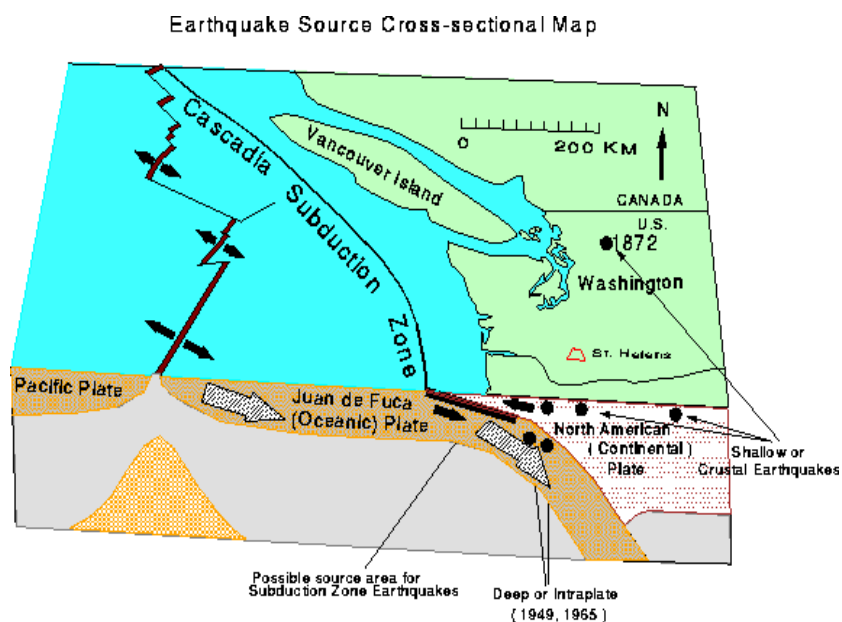 Earthquake Source Cross-sectional Map
Cascadia Subduction Zone
Vancouver Island
0 200 KM
N
CANADA
U.S.
1872
Washington
St. Helens
Pacific Plate
Juan de Fuca
(Oceanic) Plate
North American
(Continental)
Plate
Shallow or
Crustal Earthquakes
Possible source area for
Subduction Zone Earthquakes
Deep or Intraplate
( 1949, 1965 )